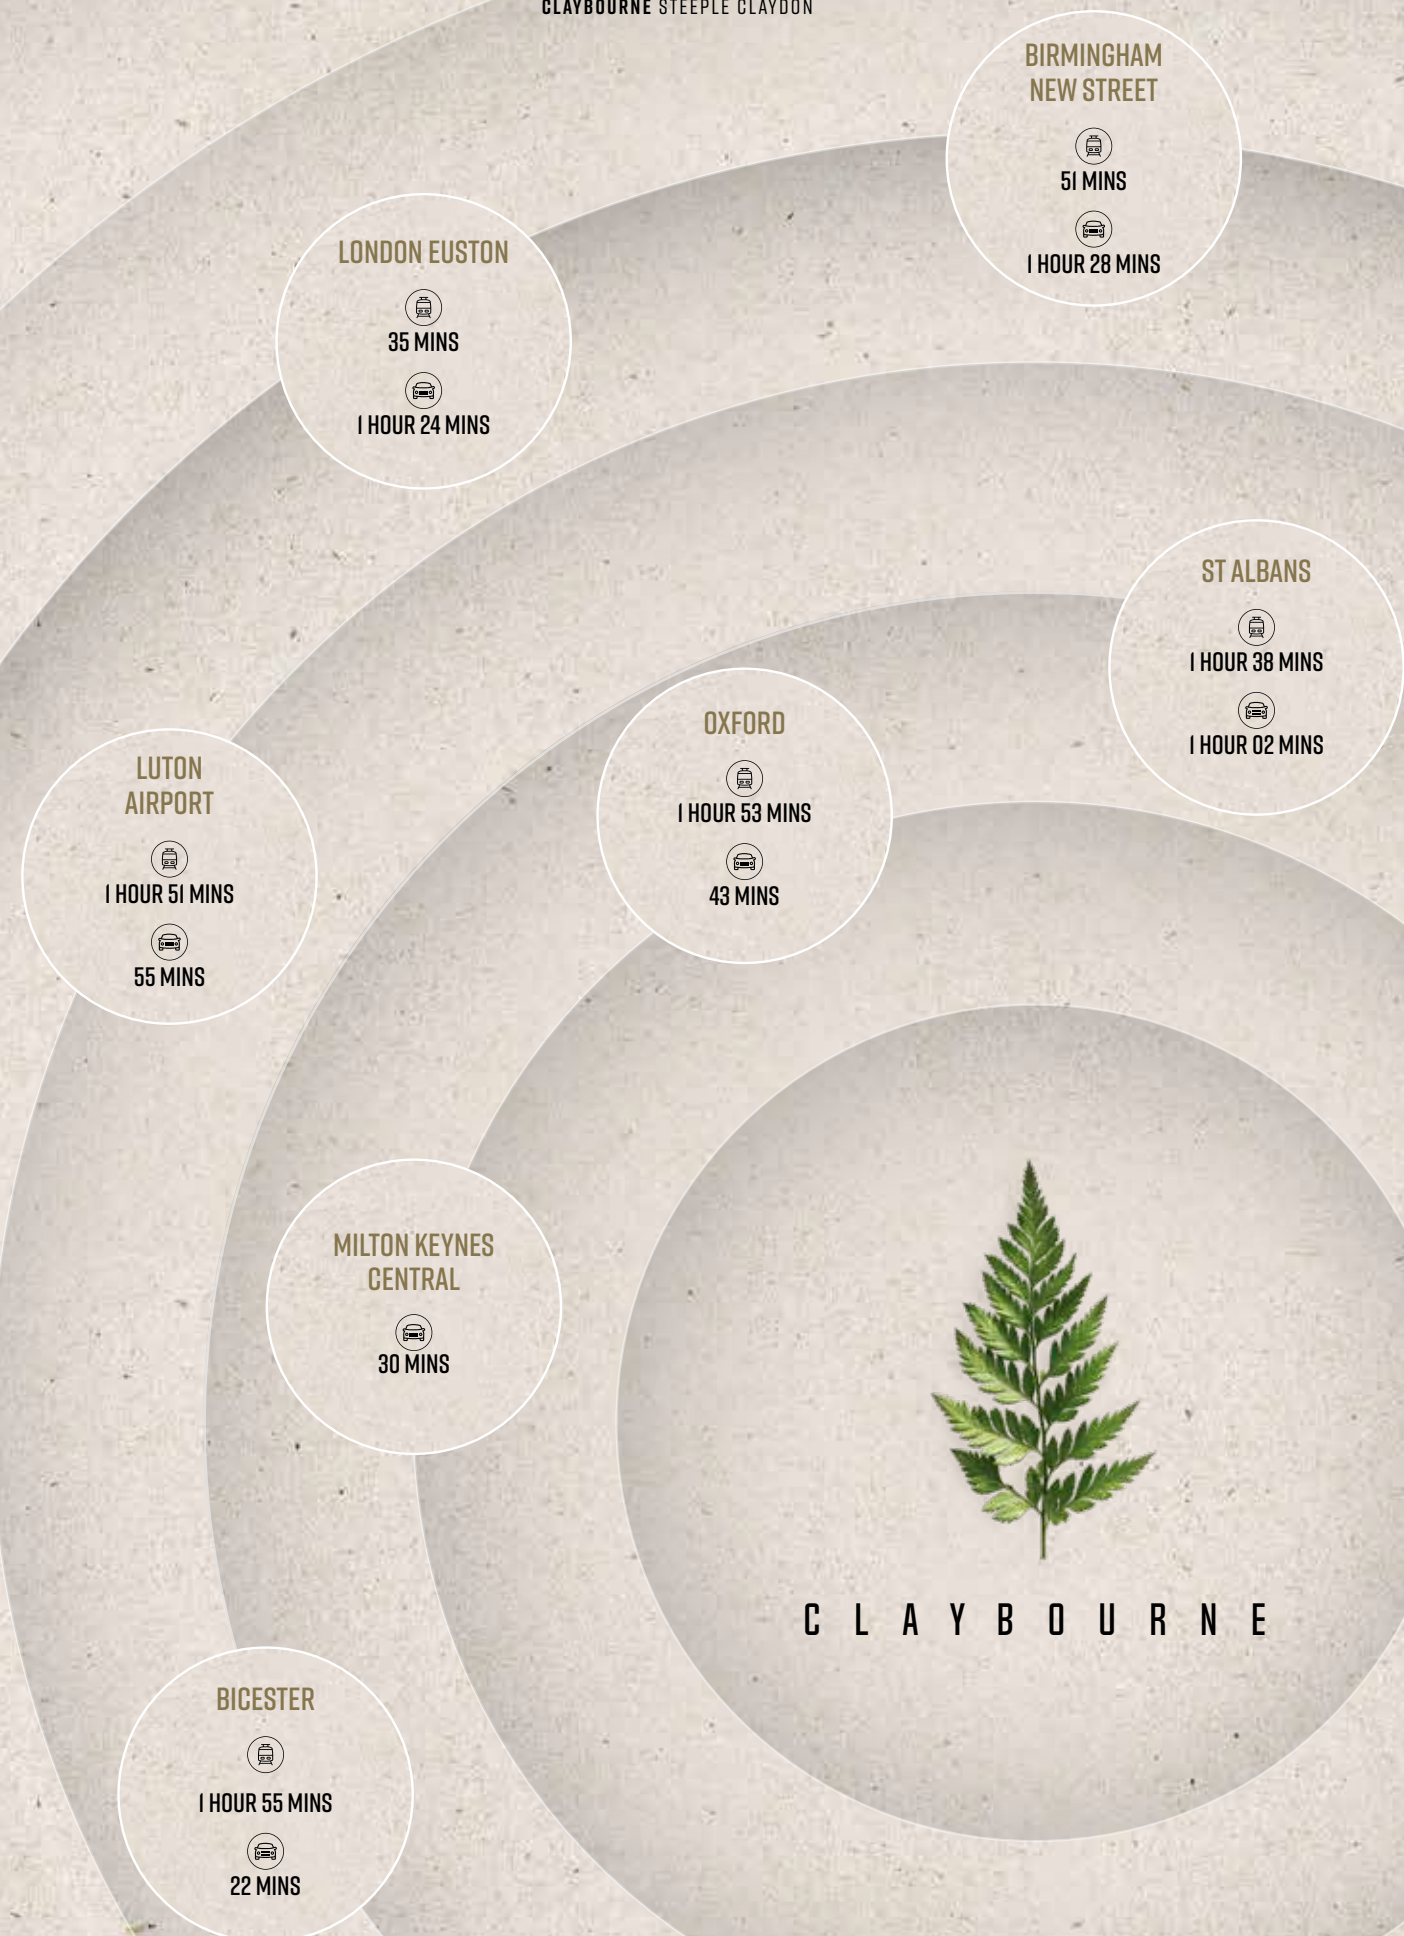 CLAYBOURNE STEEPLE CLAYDON
BIRMINGHAM
NEW STREET
51 MINS
1 HOUR 28 MINS
LONDON EUSTON
35 MINS
1 HOUR 24 MINS
ST ALBANS
1 HOUR 38 MINS
1 HOUR 02 MINS
OXFORD
1 HOUR 53 MINS
43 MINS
LUTON
AIRPORT
1 HOUR 51 MINS
55 MINS
MILTON KEYNES
CENTRAL
30 MINS
CLAYBOURNE
BICESTER
1 HOUR 55 MINS
22 MINS